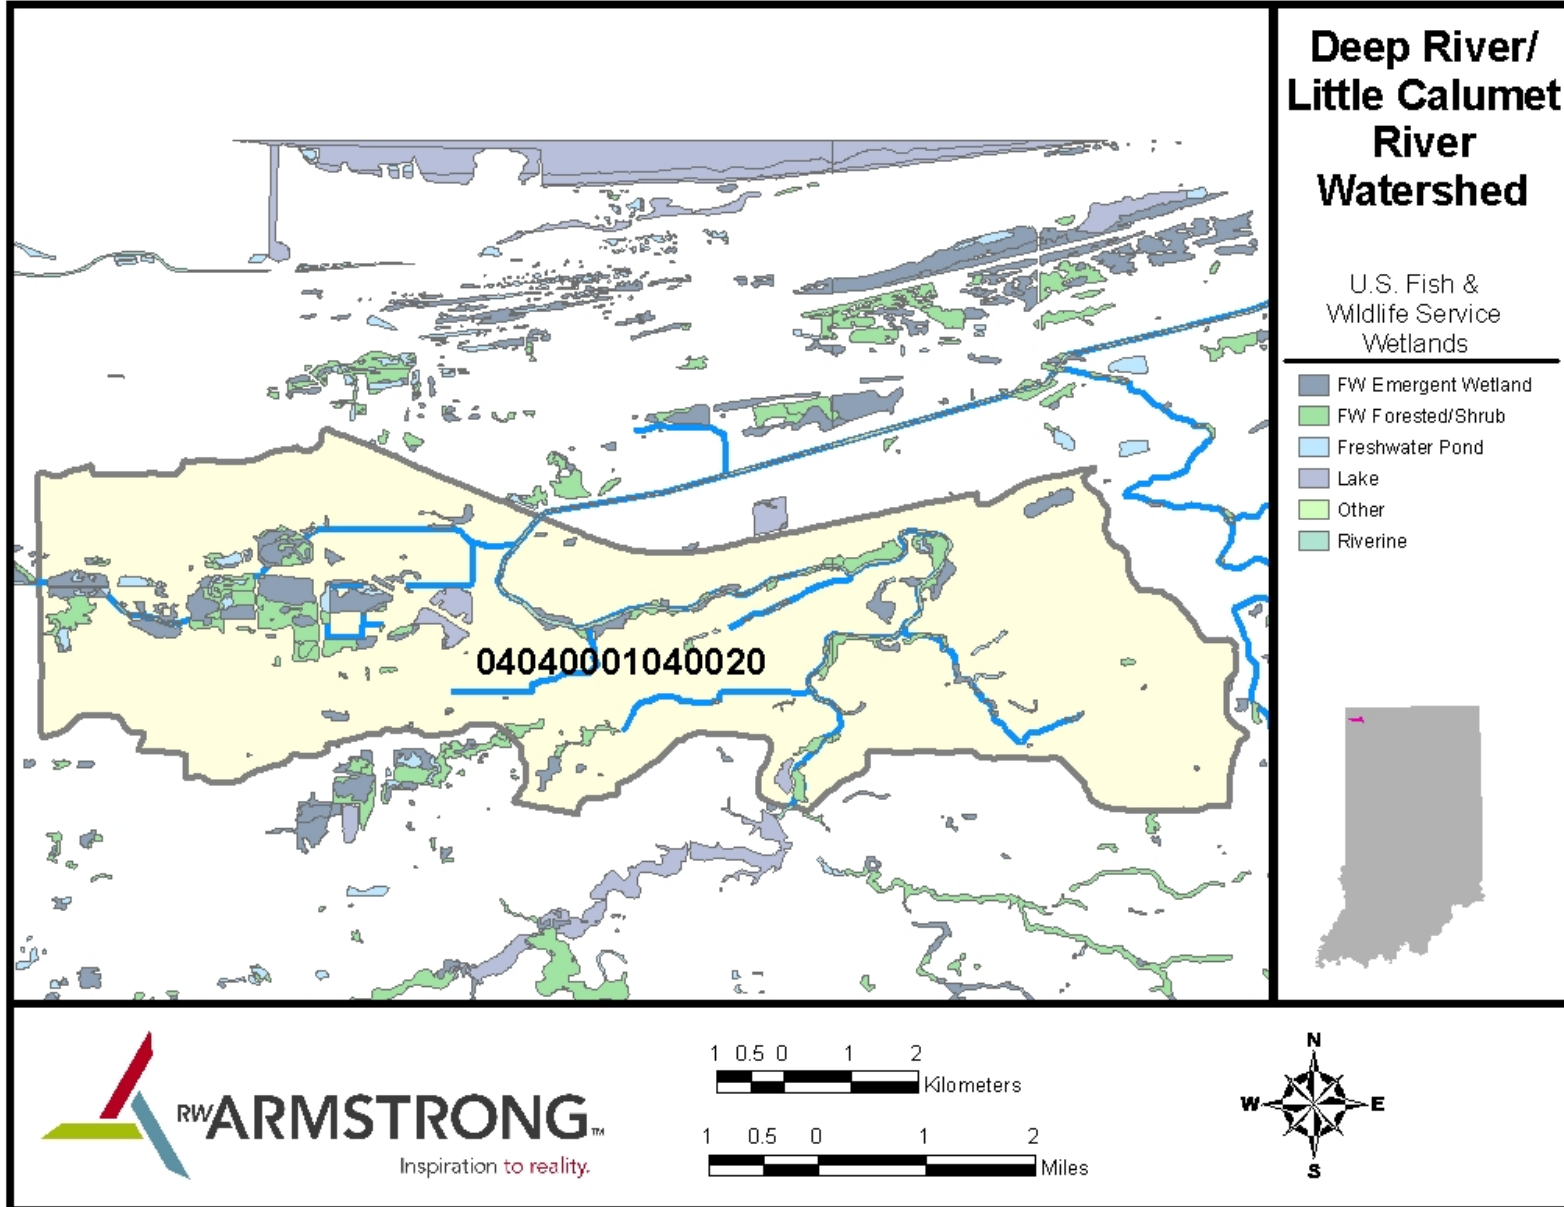 Deep River/
Little Calumet
River
Watershed
U.S. Fish &
Wildlife Service
Wetlands
FW Emergent Wetland
FW Forested/Shrub
Freshwater Pond
Lake
Other
Riverine
04040001040020
RWARMSTRONG™
Inspiration to reality.
1 0.5 0 1 2
Kilometers
1 0.5 0 1 2
Miles
N
W E
S